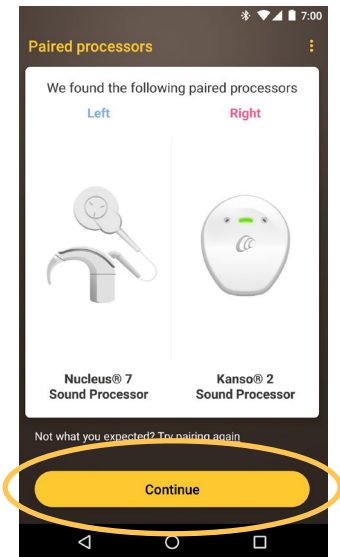 7:00
Paired processors
We found the following paired processors
Left
Right
Nucleus® 7
Sound Processor
Kanso® 2
Sound Processor
Not what you expected? Try pairing again
Continue